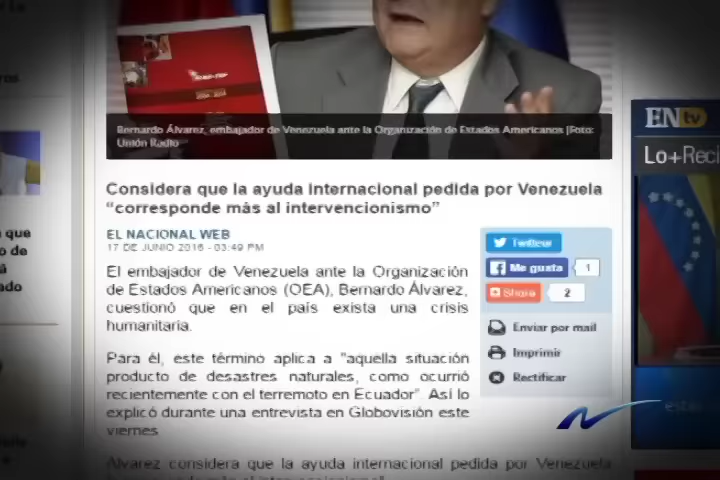 Bernardo Álvarez, embajador de Venezuela ante la Organización de Estados Americanos |Foto:
Unión Radio
Considera que la ayuda internacional pedida por Venezuela
“corresponde más al intervencionismo”
EL NACIONAL WEB
17 DE JUNIO 2016 - 03:49 PM
El embajador de Venezuela ante la Organización
de Estados Americanos (OEA), Bernardo Álvarez,
cuestionó que en el país exista una crisis
humanitaria.
Para él, este término aplica a "aquella situación
producto de desastres naturales, como ocurrió
recientemente con el terremoto en Ecuador". Así lo
explicó durante una entrevista en Globovisión este
viernes
Álvarez considera que la ayuda internacional pedida por Venezuela
Twittear
Me gusta
1
Share
2
Enviar por mail
Imprimir
Rectificar
ENtv
Lo+Reci
que
o de
ado